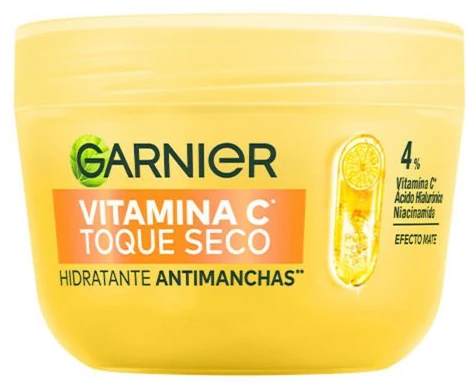 GARNIER
VITAMINA C*
TOQUE SECO
HIDRATANTE ANTIMANCHAS**
4%
Vitamina C*
Ácido Hialurónico
Niacinamida
EFECTO MATE